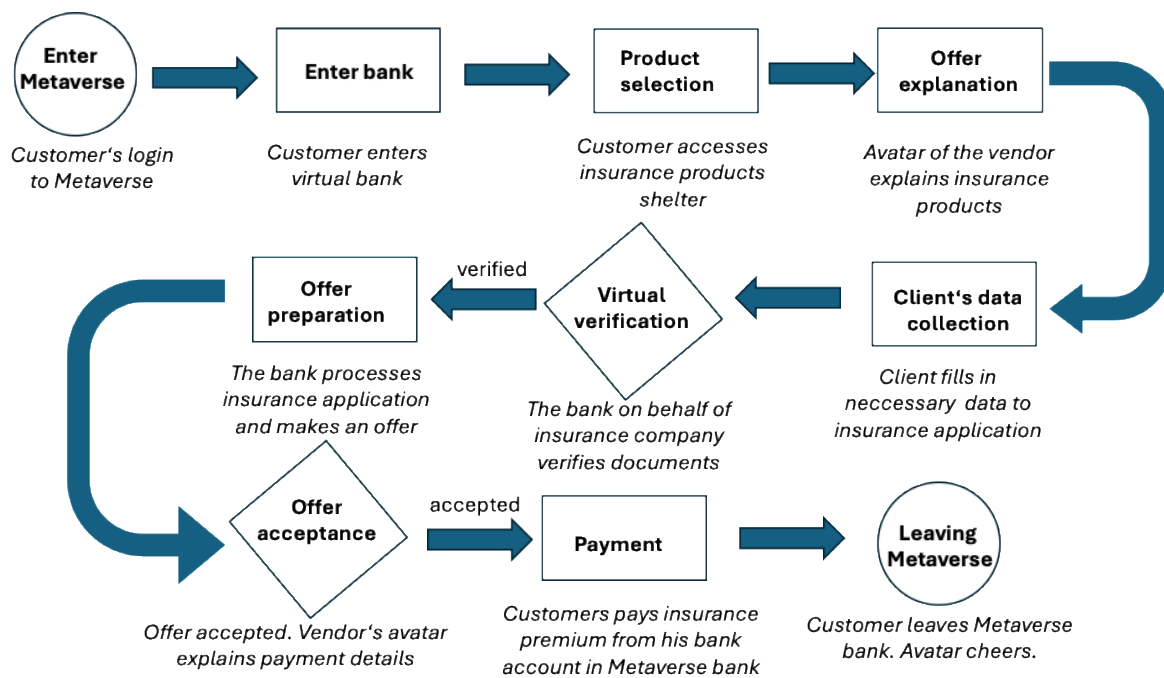 Enter
Metaverse
Customer‘s login
to Metaverse
Enter bank
Customer enters
virtual bank
Product
selection
Customer accesses
insurance products
shelter
Offer
explanation
Avatar of the vendor
explains insurance
products
Client‘s data
collection
Client fills in
neccessary data to
insurance application
Virtual
verification
The bank on behalf of
insurance company
verifies documents
verified
Offer
preparation
The bank processes
insurance application
and makes an offer
Offer
acceptance
Offer accepted. Vendor‘s avatar
explains payment details
accepted
Payment
Customers pays insurance
premium from his bank
account in Metaverse bank
Leaving
Metaverse
Customer leaves Metaverse
bank. Avatar cheers.